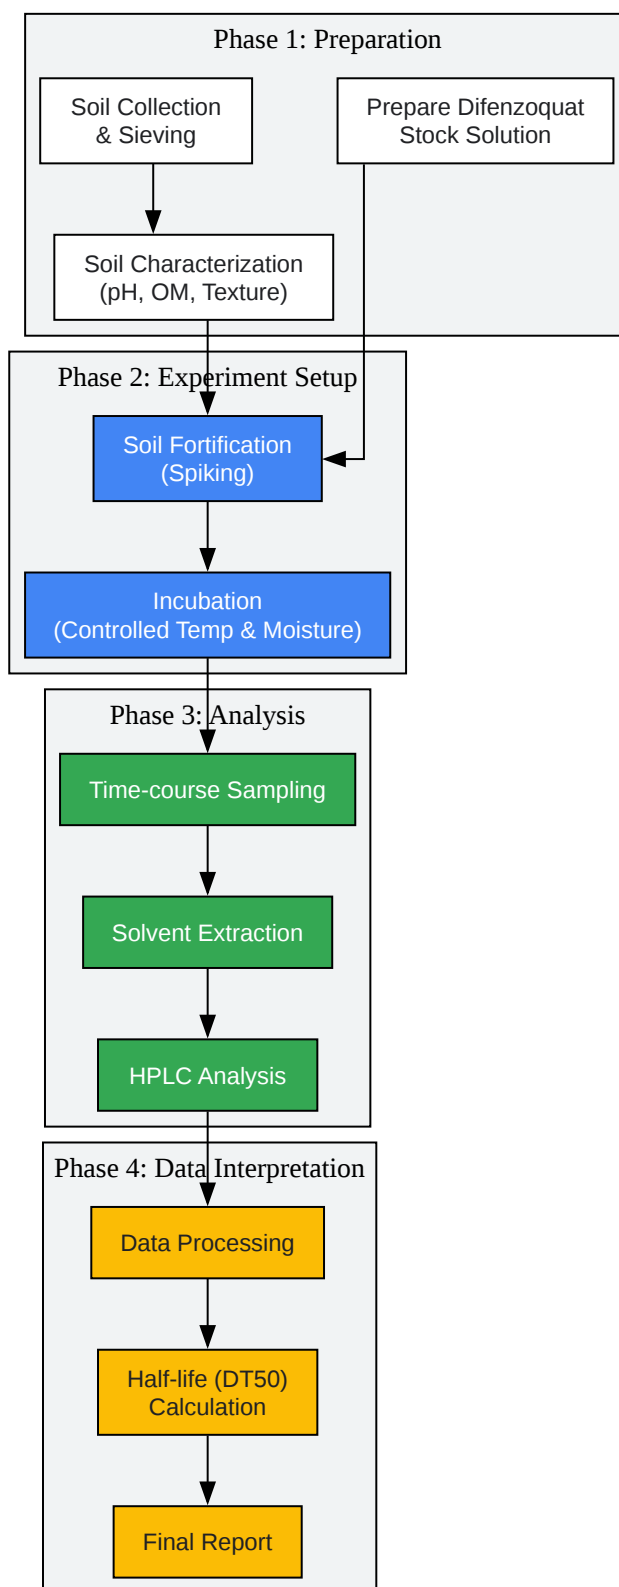 Phase 1: Preparation
Soil Collection
& Sieving
Prepare Difenzoquat
Stock Solution
Soil Characterization
(pH, OM, Texture)
Phase 2: Experiment Setup
Soil Fortification
(Spiking)
Incubation
(Controlled Temp & Moisture)
Phase 3: Analysis
Time-course Sampling
Solvent Extraction
HPLC Analysis
Phase 4: Data Interpretation
Data Processing
Half-life (DT50)
Calculation
Final Report